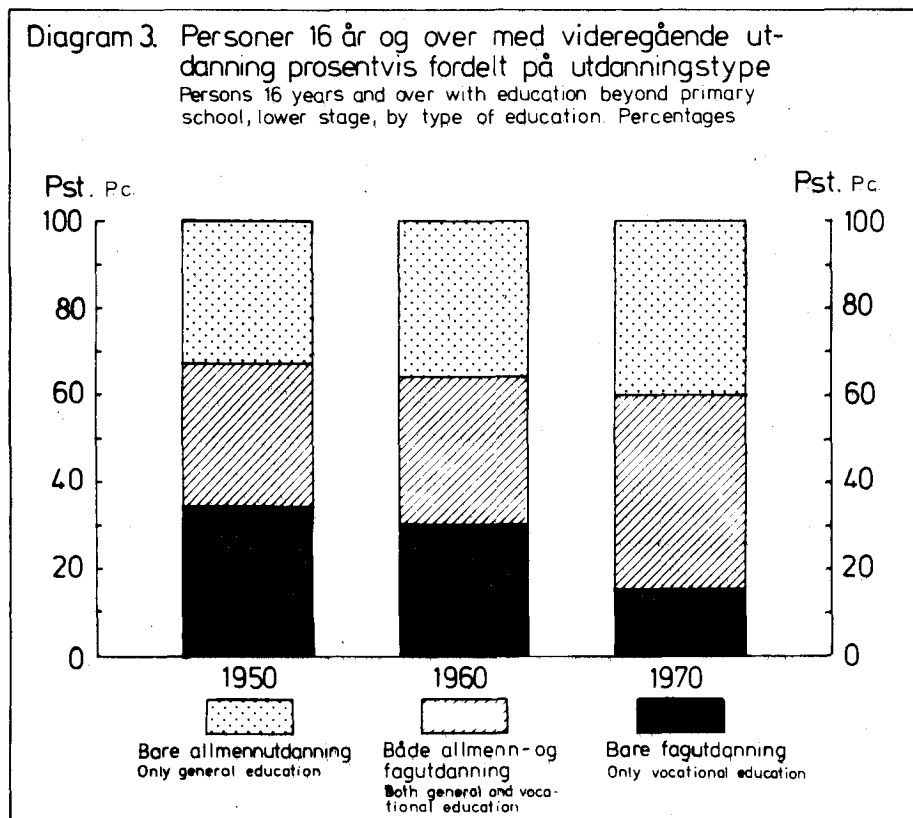 Diagram 3. Personer 16 år og over med videregående ut-
danning prosentvis fordelt på utdanningstype
Persons 16 years and over with education beyond primary
school, lower stage, by type of education. Percentages
Pst. Pc.
Pst. Pc.
100
80
60
40
20
0
100
80
60
40
20
0
1950
1960
1970
Bare allmennutdanning
Only general education
Både allmenn- og
fagutdanning
Both general and voca-
tional education
Bare fagutdanning
Only vocational education